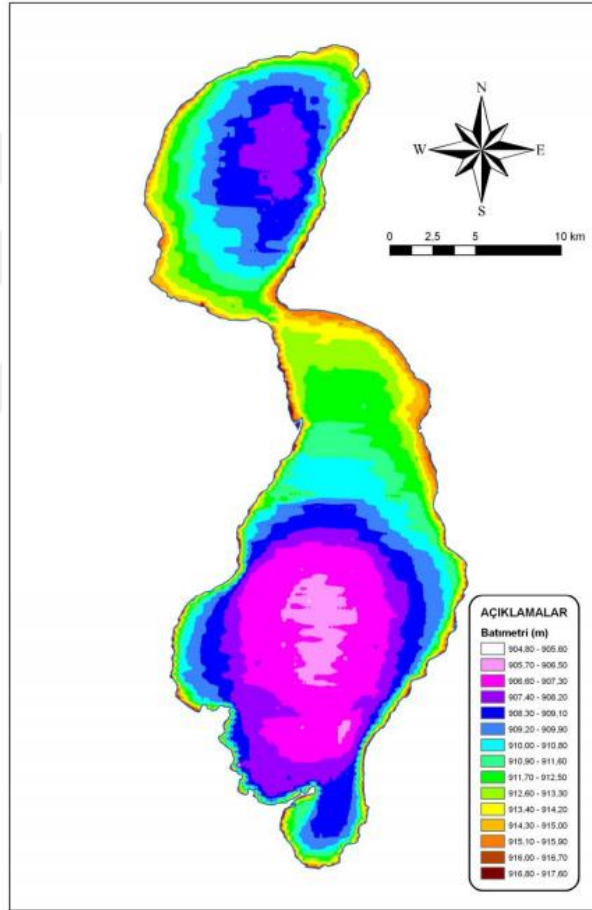 N
W E
S
0 2,5 5 10 km
AÇIKLAMALAR
Batımetri (m)
904,80 - 905,60
905,70 - 906,50
906,60 - 907,30
907,40 - 908,20
908,30 - 909,10
909,20 - 909,90
910,00 - 910,80
910,90 - 911,60
911,70 - 912,50
912,60 - 913,30
913,40 - 914,20
914,30 - 915,00
915,10 - 915,90
916,00 - 916,70
916,80 - 917,60